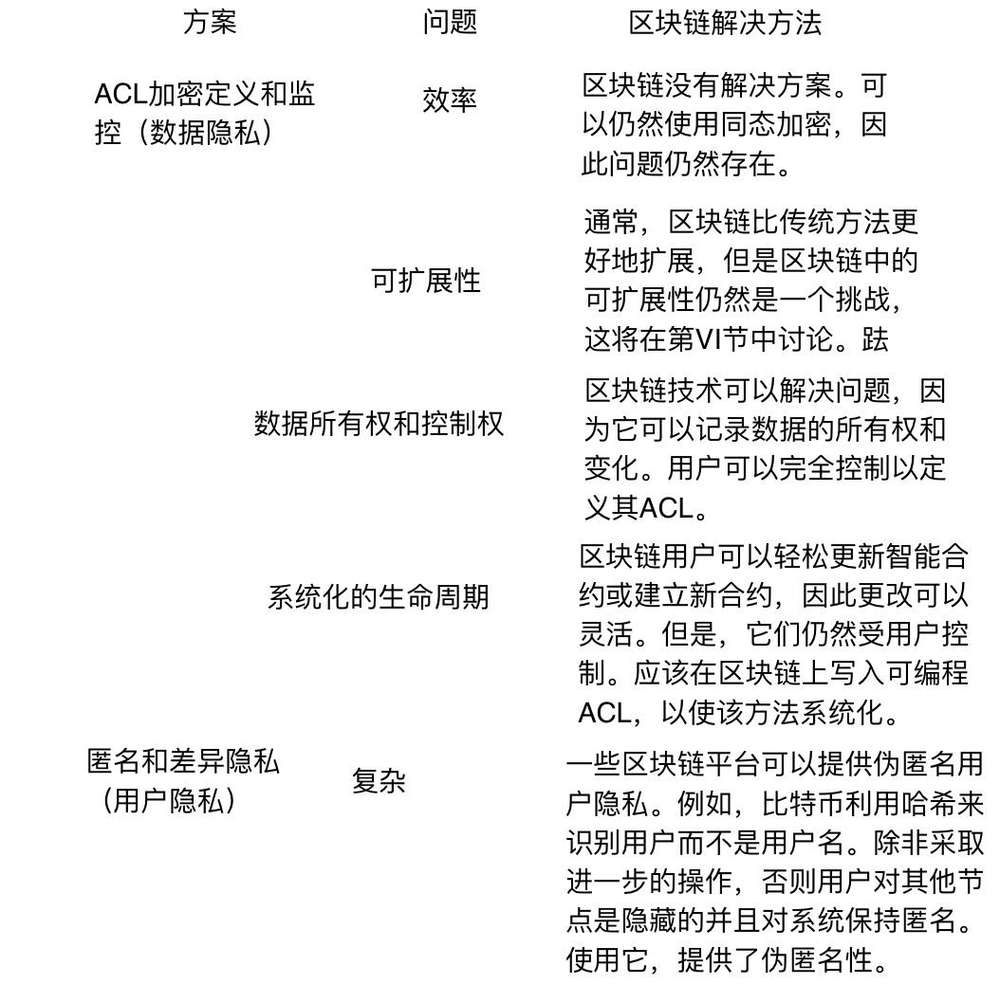 方案 问题 区块链解决方法
ACL加密定义和监
控（数据隐私）
效率
区块链没有解决方案。可
以仍然使用同态加密，因
此问题仍然存在。
可扩展性
通常，区块链比传统方法更
好地扩展，但是区块链中的
可扩展性仍然是一个挑战，
这将在第VI节中讨论。跶
数据所有权和控制权
区块链技术可以解决问题，因
为它可以记录数据的所有权和
变化。用户可以完全控制以定
义其ACL。
系统化的生命周期
区块链用户可以轻松更新智能合
约或建立新合约，因此更改可以
灵活。但是，它们仍然受用户控
制。应该在区块链上写入可编程
ACL，以使该方法系统化。
匿名和差异隐私
（用户隐私）
复杂
一些区块链平台可以提供伪匿名用
户隐私。例如，比特币利用哈希来
识别用户而不是用户名。除非采取
进一步的操作，否则用户对其他节
点是隐藏的并且对系统保持匿名。
使用它，提供了伪匿名性。